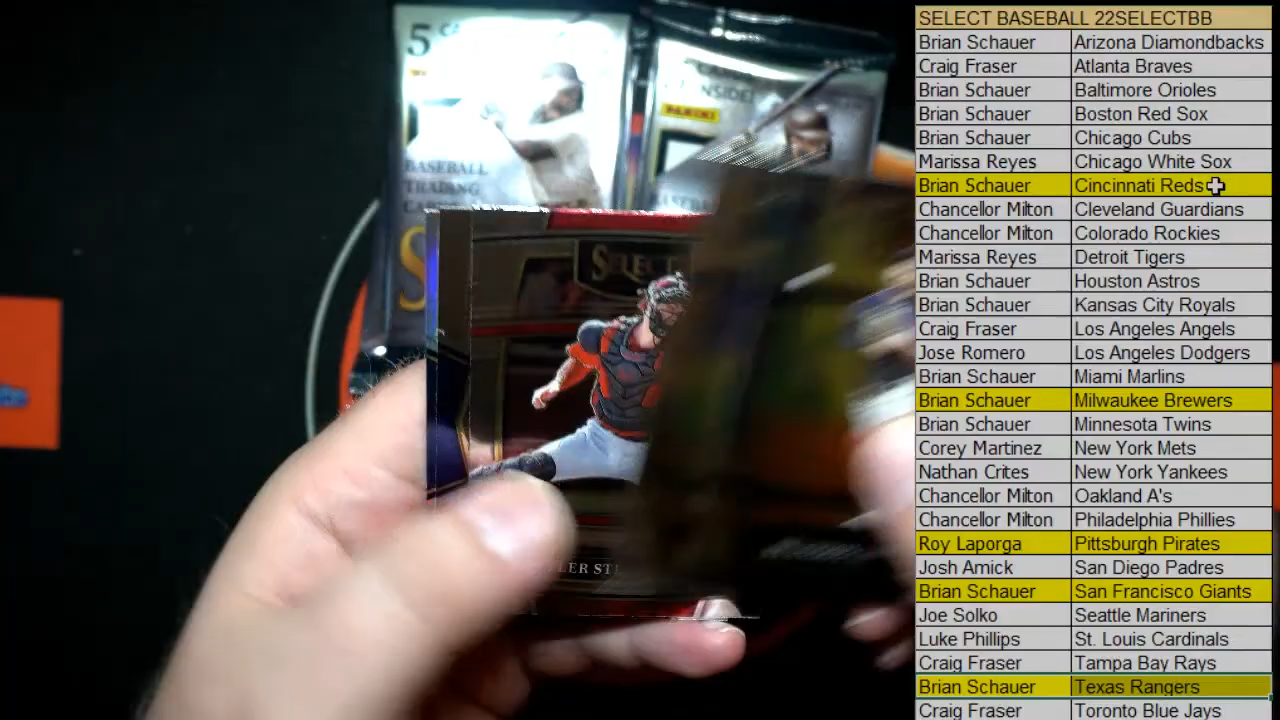 5
INSIDE!
PANINI
BASEBALL
TRADING
SELECT
LER ST
SELECT BASEBALL 22SELECTBB
Brian Schauer Arizona Diamondbacks
Craig Fraser Atlanta Braves
Brian Schauer Baltimore Orioles
Brian Schauer Boston Red Sox
Brian Schauer Chicago Cubs
Marissa Reyes Chicago White Sox
Brian Schauer Cincinnati Reds
Chancellor Milton Cleveland Guardians
Chancellor Milton Colorado Rockies
Marissa Reyes Detroit Tigers
Brian Schauer Houston Astros
Brian Schauer Kansas City Royals
Craig Fraser Los Angeles Angels
Jose Romero Los Angeles Dodgers
Brian Schauer Miami Marlins
Brian Schauer Milwaukee Brewers
Brian Schauer Minnesota Twins
Corey Martinez New York Mets
Nathan Crites New York Yankees
Chancellor Milton Oakland A's
Chancellor Milton Philadelphia Phillies
Roy Laporga Pittsburgh Pirates
Josh Amick San Diego Padres
Brian Schauer San Francisco Giants
Joe Solko Seattle Mariners
Luke Phillips St. Louis Cardinals
Craig Fraser Tampa Bay Rays
Brian Schauer Texas Rangers
Craig Fraser Toronto Blue Jays